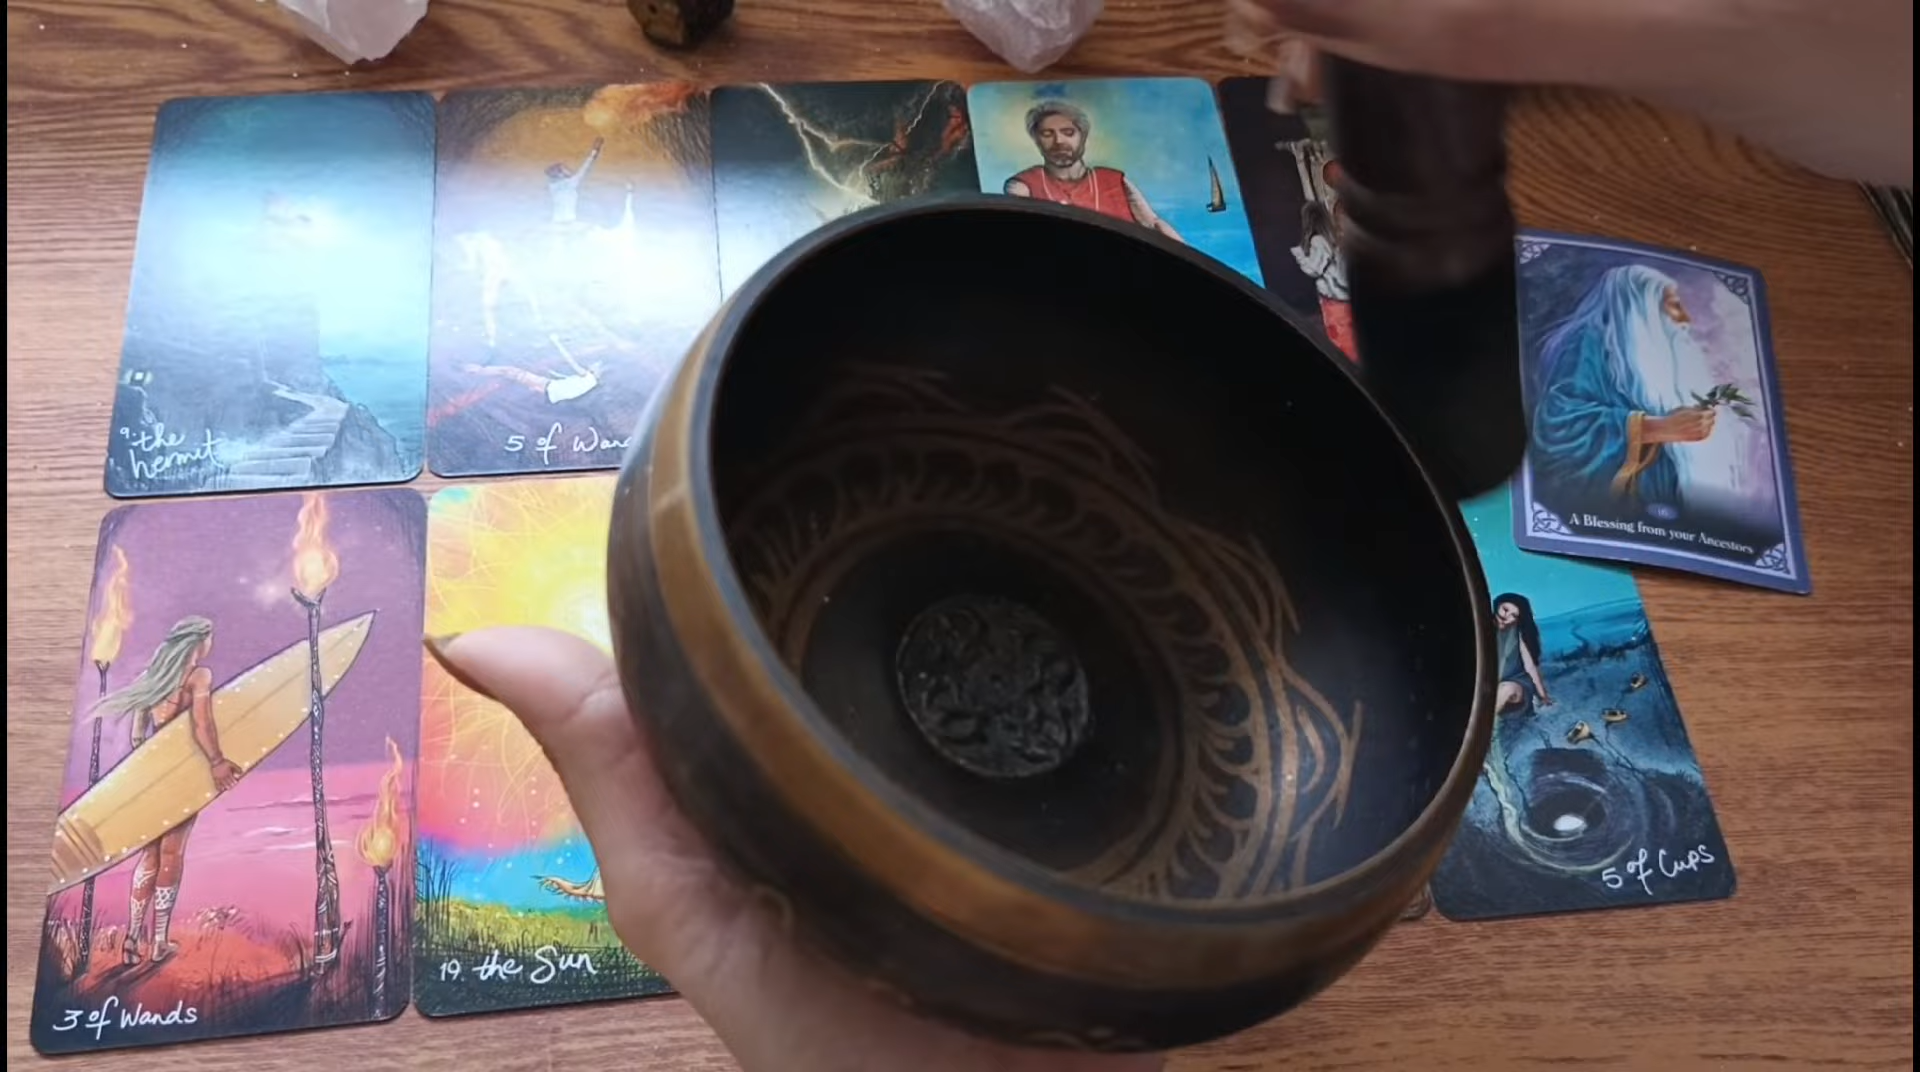 9. the
hermit
5 of Wan
16
A Blessing from your Ancestors
3 of Wands
19. the Sun
5 of Cups